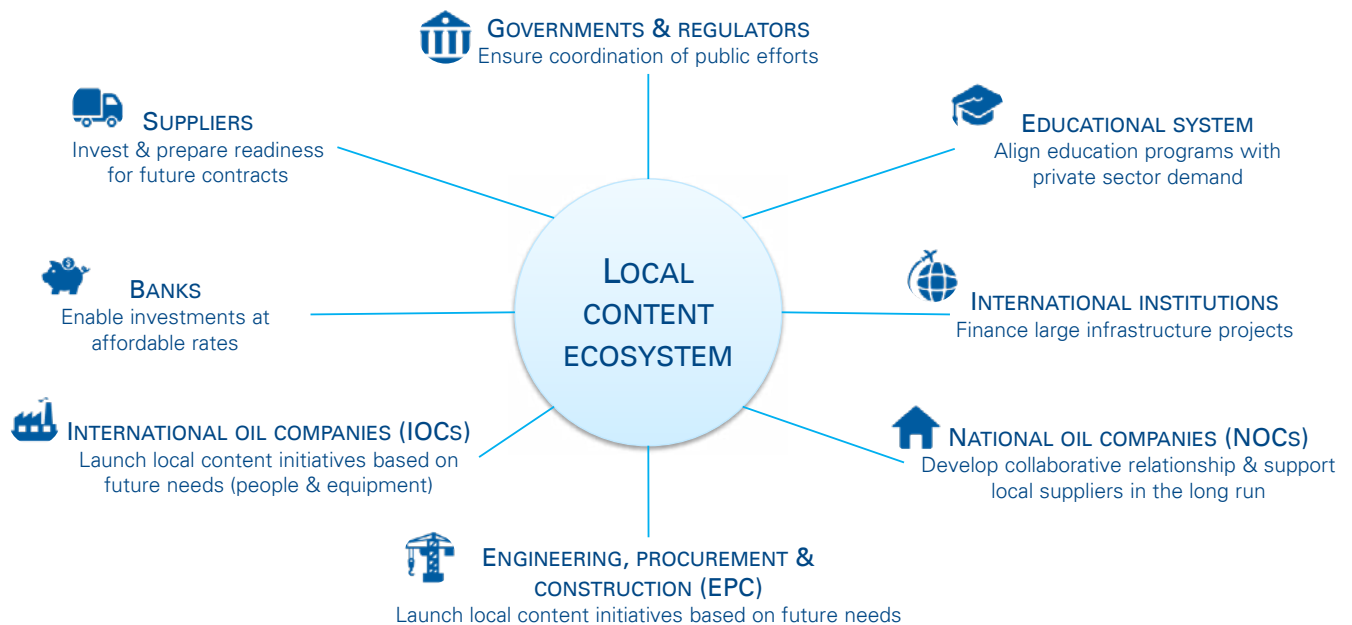 GOVERNMENTS & REGULATORS
Ensure coordination of public efforts
SUPPLIERS
Invest & prepare readiness
for future contracts
EDUCATIONAL SYSTEM
Align education programs with
private sector demand
BANKS
Enable investments at
affordable rates
LOCAL
CONTENT
ECOSYSTEM
INTERNATIONAL INSTITUTIONS
Finance large infrastructure projects
INTERNATIONAL OIL COMPANIES (IOCS)
Launch local content initiatives based on
future needs (people & equipment)
NATIONAL OIL COMPANIES (NOCS)
Develop collaborative relationship & support
local suppliers in the long run
ENGINEERING, PROCUREMENT &
CONSTRUCTION (EPC)
Launch local content initiatives based on future needs